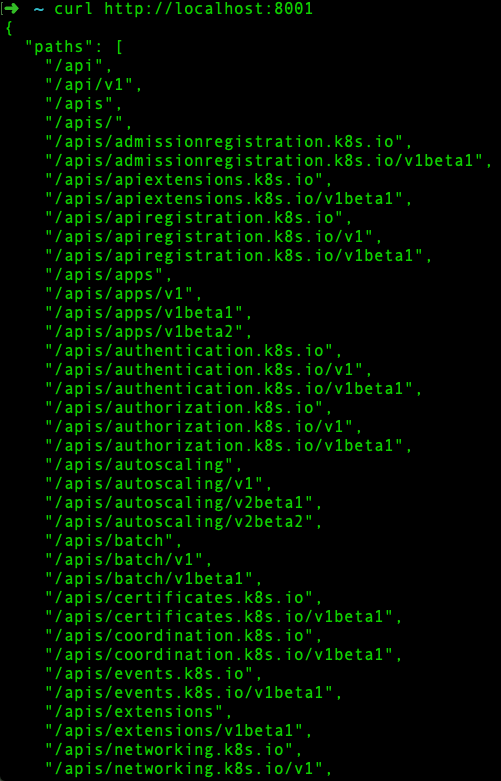 ➜ ~ curl http://localhost:8001
{
"paths": [
"/api",
"/api/v1",
"/apis",
"/apis/",
"/apis/admissionregistration.k8s.io",
"/apis/admissionregistration.k8s.io/v1beta1",
"/apis/apiextensions.k8s.io",
"/apis/apiextensions.k8s.io/v1beta1",
"/apis/apiregistration.k8s.io",
"/apis/apiregistration.k8s.io/v1",
"/apis/apiregistration.k8s.io/v1beta1",
"/apis/apps",
"/apis/apps/v1",
"/apis/apps/v1beta1",
"/apis/apps/v1beta2",
"/apis/authentication.k8s.io",
"/apis/authentication.k8s.io/v1",
"/apis/authentication.k8s.io/v1beta1",
"/apis/authorization.k8s.io",
"/apis/authorization.k8s.io/v1",
"/apis/authorization.k8s.io/v1beta1",
"/apis/autoscaling",
"/apis/autoscaling/v1",
"/apis/autoscaling/v2beta1",
"/apis/autoscaling/v2beta2",
"/apis/batch",
"/apis/batch/v1",
"/apis/batch/v1beta1",
"/apis/certificates.k8s.io",
"/apis/certificates.k8s.io/v1beta1",
"/apis/coordination.k8s.io",
"/apis/coordination.k8s.io/v1beta1",
"/apis/events.k8s.io",
"/apis/events.k8s.io/v1beta1",
"/apis/extensions",
"/apis/extensions/v1beta1",
"/apis/networking.k8s.io",
"/apis/networking.k8s.io/v1",